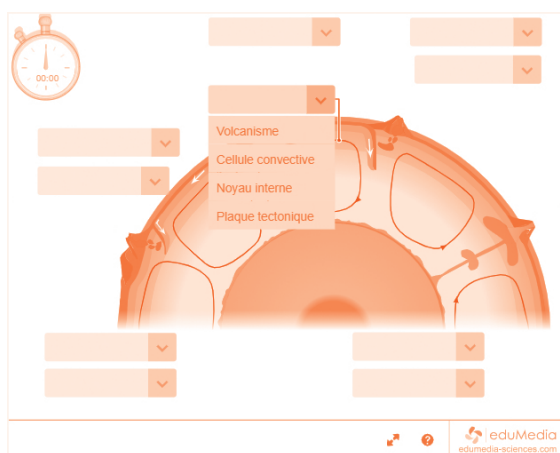 00:00
Volcanisme
Cellule convective
Noyau interne
Plaque tectonique
?
eduMedia
edumedia-sciences.com